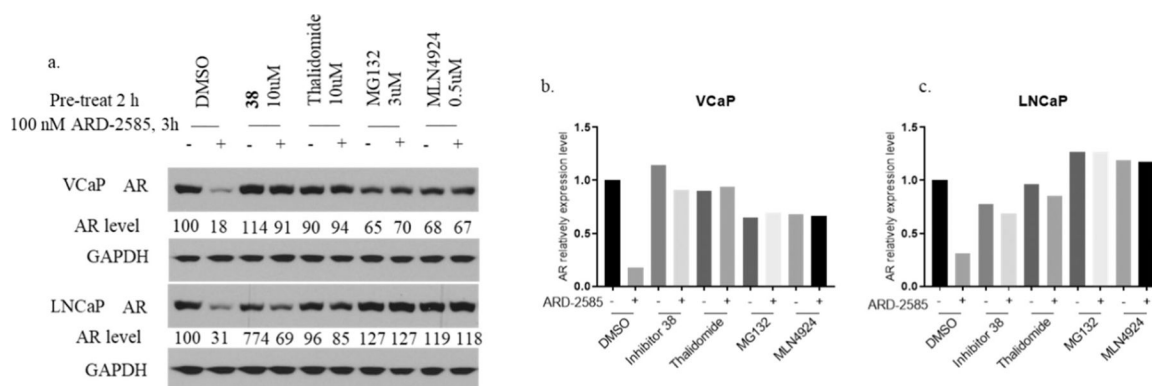 a.
DMSO
38 10uM
Thalidomide 10uM
MG132 3uM
MLN4924 0.5uM
Pre-treat 2 h
100 nM ARD-2585, 3h
- + - + - + - + - +
VCaP AR
AR level 100 18 114 91 90 94 65 70 68 67
GAPDH
LNCaP AR
AR level 100 31 774 69 96 85 127 127 119 118
GAPDH
b.
VCaP
AR relatively expression level
1.5
1.0
0.5
0.0
ARD-2585 - + - + - + - + - +
DMSO
Inhibitor 38
Thalidomide
MG132
MLN4924
c.
LNCaP
AR relatively expression level
1.5
1.0
0.5
0.0
ARD-2585 - + - + - + - + - +
DMSO
Inhibitor 38
Thalidomide
MG132
MLN4924